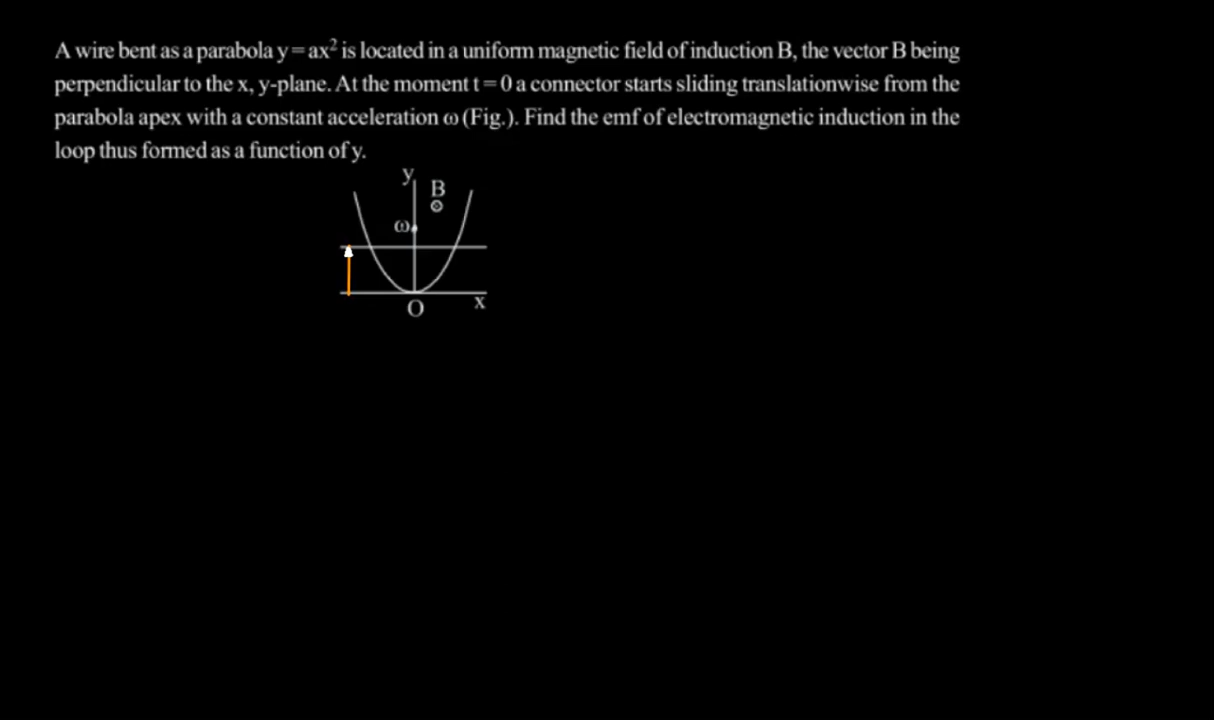 A wire bent as a parabola y = ax² is located in a uniform magnetic field of induction B, the vector B being
perpendicular to the x, y-plane. At the moment t = 0 a connector starts sliding translationwise from the
parabola apex with a constant acceleration ω (Fig.). Find the emf of electromagnetic induction in the
loop thus formed as a function of y.
y
B
ω
O
x